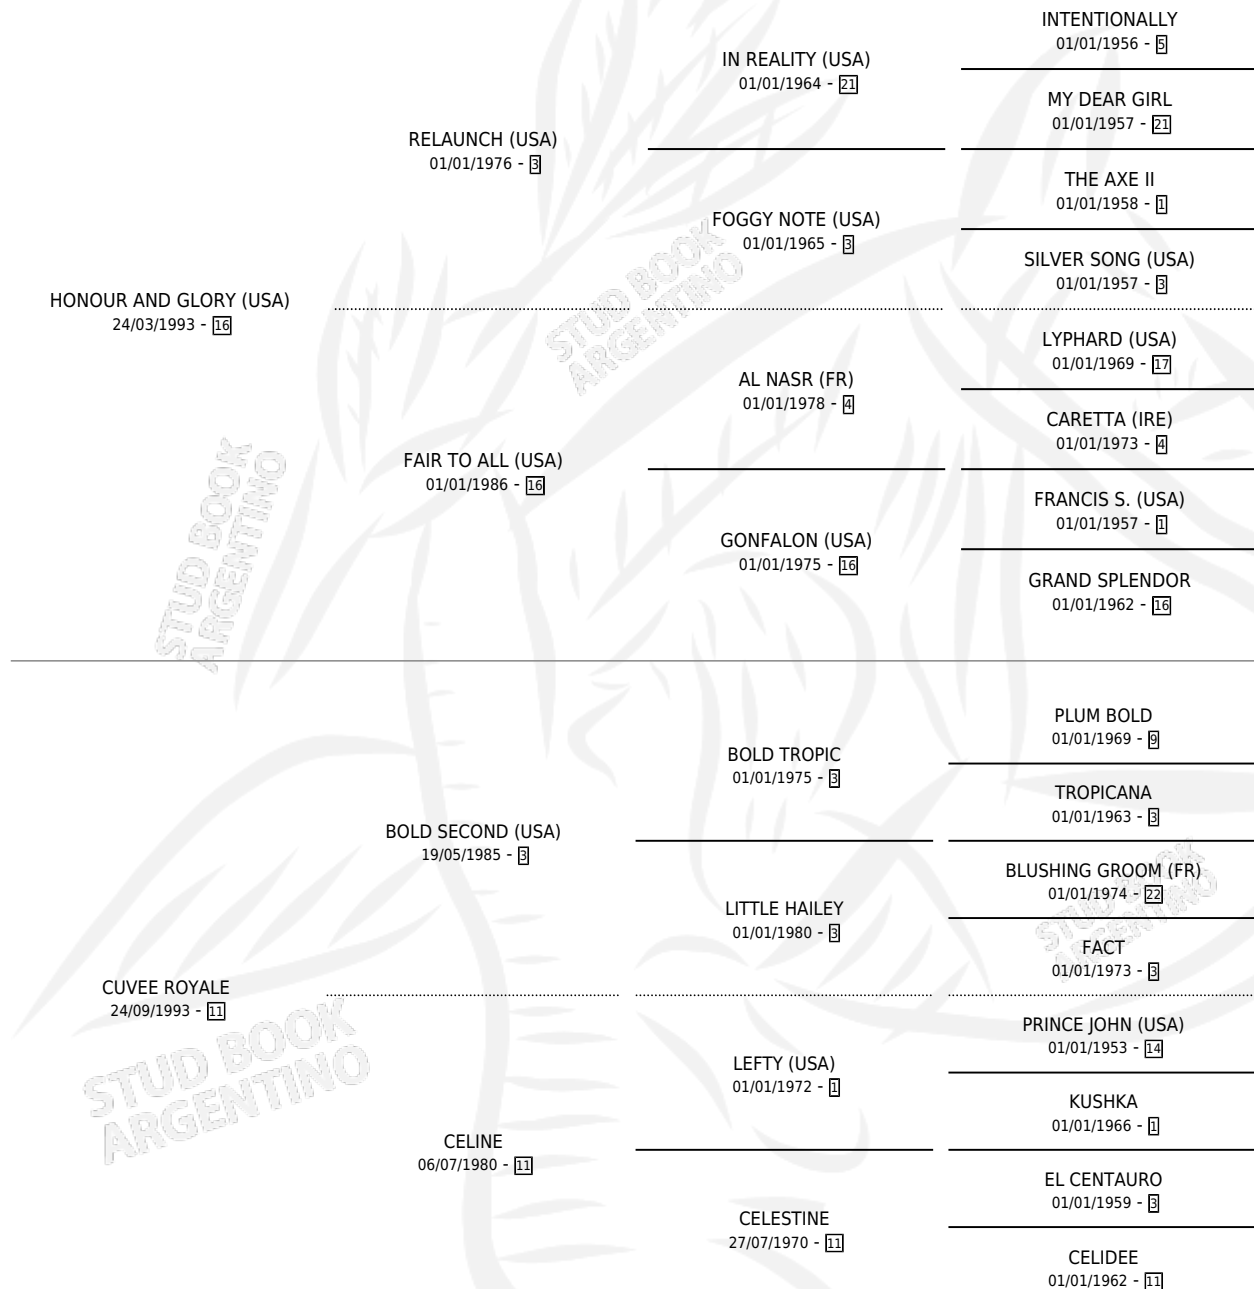 INTENTIONALLY
01/01/1956 - 5
IN REALITY (USA)
01/01/1964 - 21
MY DEAR GIRL
01/01/1957 - 21
RELAUNCH (USA)
01/01/1976 - 3
THE AXE II
01/01/1958 - 1
FOGGY NOTE (USA)
01/01/1965 - 3
SILVER SONG (USA)
01/01/1957 - 3
HONOUR AND GLORY (USA)
24/03/1993 - 16
LYPHARD (USA)
01/01/1969 - 17
AL NASR (FR)
01/01/1978 - 4
CARETTA (IRE)
01/01/1973 - 4
FAIR TO ALL (USA)
01/01/1986 - 16
FRANCIS S. (USA)
01/01/1957 - 1
GONFALON (USA)
01/01/1975 - 16
GRAND SPLENDOR
01/01/1962 - 16
PLUM BOLD
01/01/1969 - 9
BOLD TROPIC
01/01/1975 - 3
TROPICANA
01/01/1963 - 3
BOLD SECOND (USA)
19/05/1985 - 3
BLUSHING GROOM (FR)
01/01/1974 - 22
LITTLE HAILEY
01/01/1980 - 3
FACT
01/01/1973 - 3
CUVEE ROYALE
24/09/1993 - 11
PRINCE JOHN (USA)
01/01/1953 - 14
LEFTY (USA)
01/01/1972 - 1
KUSHKA
01/01/1966 - 1
CELINE
06/07/1980 - 11
EL CENTAURO
01/01/1959 - 3
CELESTINE
27/07/1970 - 11
CELIDEE
01/01/1962 - 11
STUD BOOK
ARGENTINO
STUD BOOK
ARGENTINO
STUD BOOK
ARGENTINO
STUD BOOK
ARGENTINO